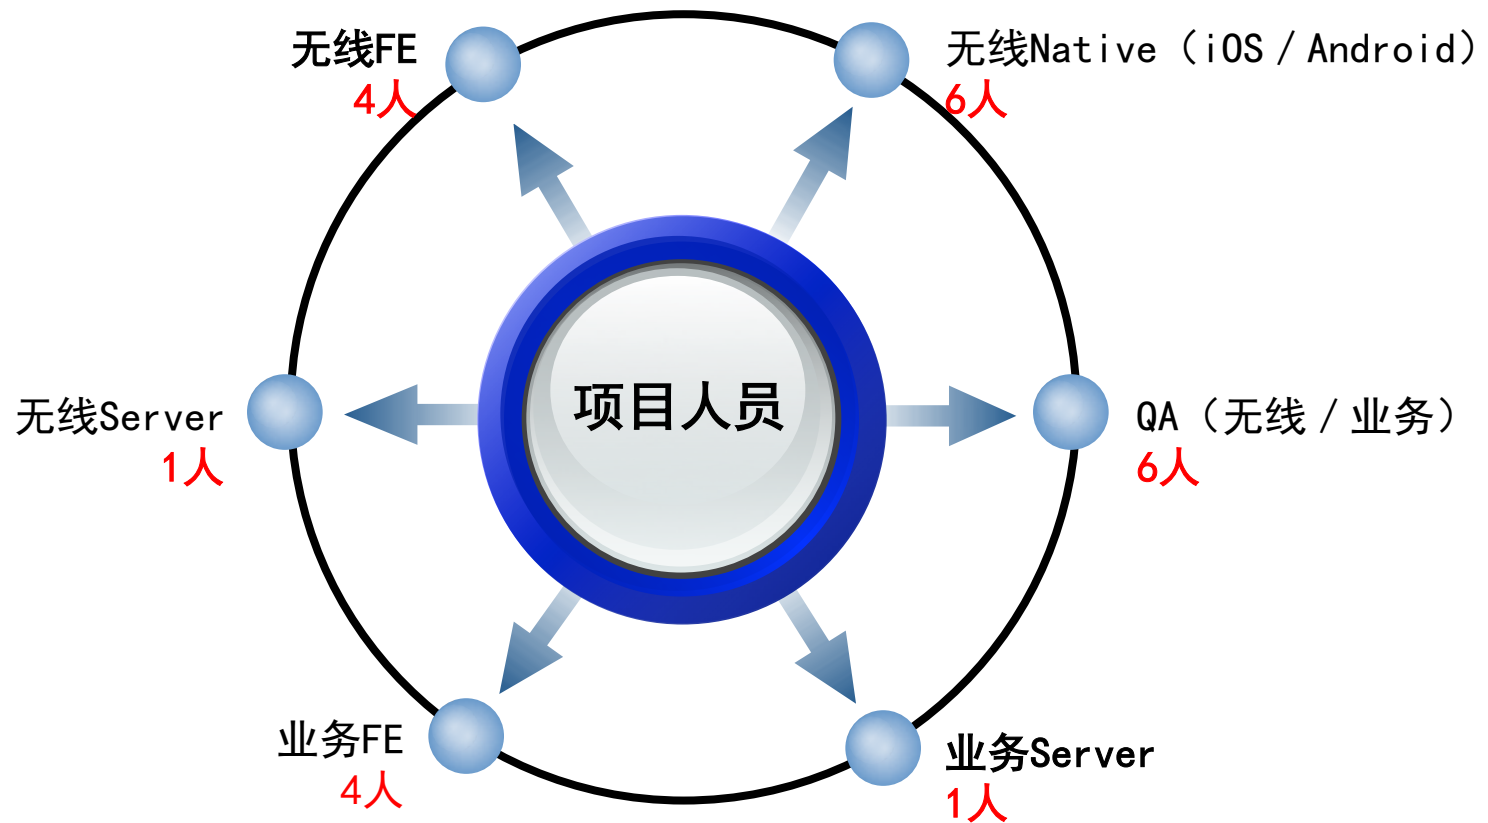 无线FE
4人
无线Native（iOS／Android）
6人
项目人员
无线Server
1人
QA（无线／业务）
6人
业务FE
4人
业务Server
1人